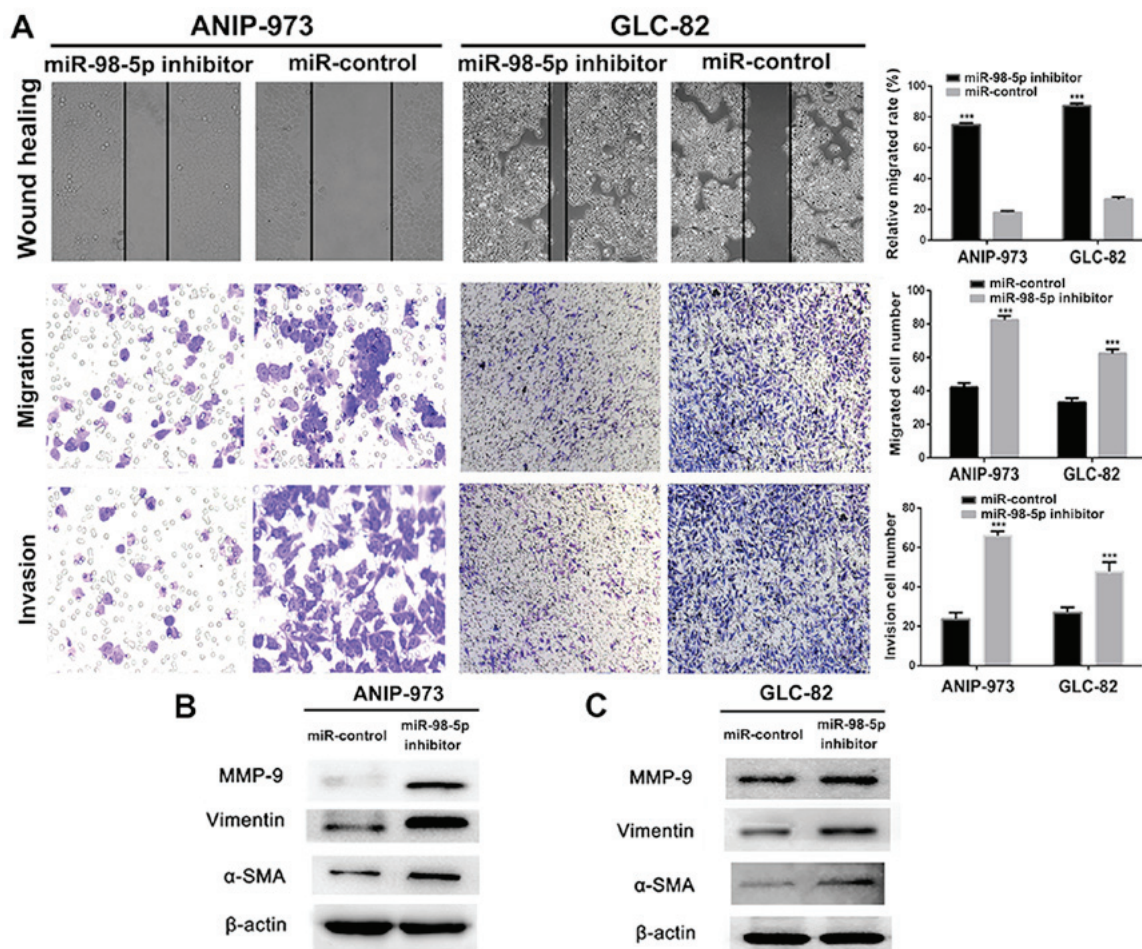 A
ANIP-973
GLC-82
miR-98-5p inhibitor
miR-control
miR-98-5p inhibitor
miR-control
Wound healing
Migration
Invasion
miR-98-5p inhibitor
miR-control
Relative migrated rate (%)
100
80
60
40
20
0
***
***
ANIP-973
GLC-82
miR-control
miR-98-5p inhibitor
Migrated cell number
100
80
60
40
20
0
***
***
ANIP-973
GLC-82
miR-control
miR-98-5p inhibitor
Invision cell number
80
60
40
20
0
***
***
ANIP-973
GLC-82
B
ANIP-973
miR-control
miR-98-5p
inhibitor
MMP-9
Vimentin
α-SMA
β-actin
C
GLC-82
miR-control
miR-98-5p
inhibitor
MMP-9
Vimentin
α-SMA
β-actin